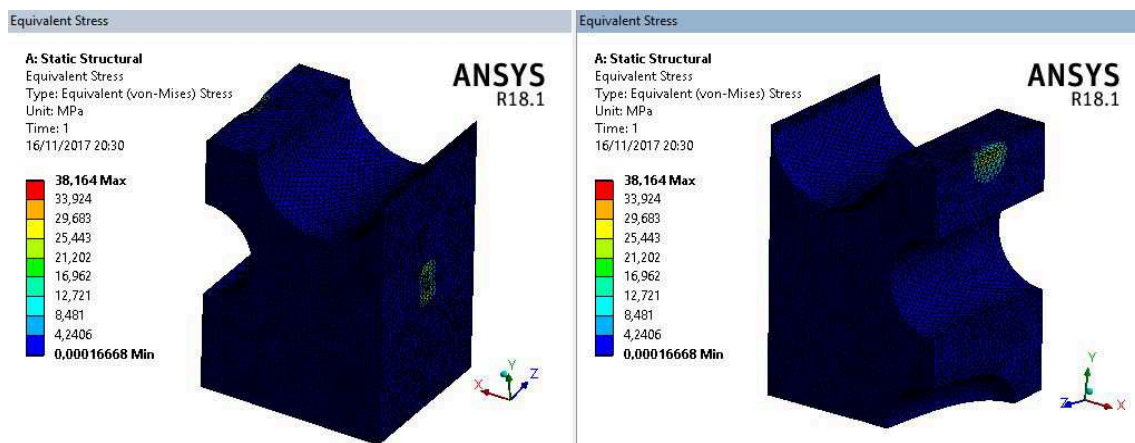 Equivalent Stress
A: Static Structural
Equivalent Stress
Type: Equivalent (von-Mises) Stress
Unit: MPa
Time: 1
16/11/2017 20:30
38,164 Max
33,924
29,683
25,443
21,202
16,962
12,721
8,481
4,2406
0,00016668 Min
ANSYS
R18.1
Y
X
Z
Equivalent Stress
A: Static Structural
Equivalent Stress
Type: Equivalent (von-Mises) Stress
Unit: MPa
Time: 1
16/11/2017 20:30
38,164 Max
33,924
29,683
25,443
21,202
16,962
12,721
8,481
4,2406
0,00016668 Min
ANSYS
R18.1
Y
Z
X